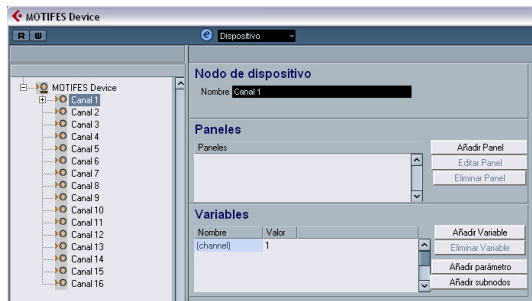 MOTIFES Device
R W e Dispositivo
MOTIFES Device
Canal 1
Canal 2
Canal 3
Canal 4
Canal 5
Canal 6
Canal 7
Canal 8
Canal 9
Canal 10
Canal 11
Canal 12
Canal 13
Canal 14
Canal 15
Canal 16
Nodo de dispositivo
Nombre Canal 1
Paneles
Paneles
Añadir Panel
Editar Panel
Eliminar Panel
Variables
Nombre Valor
(channel) 1
Añadir Variable
Eliminar Variable
Añadir parámetro
Añadir subnodos